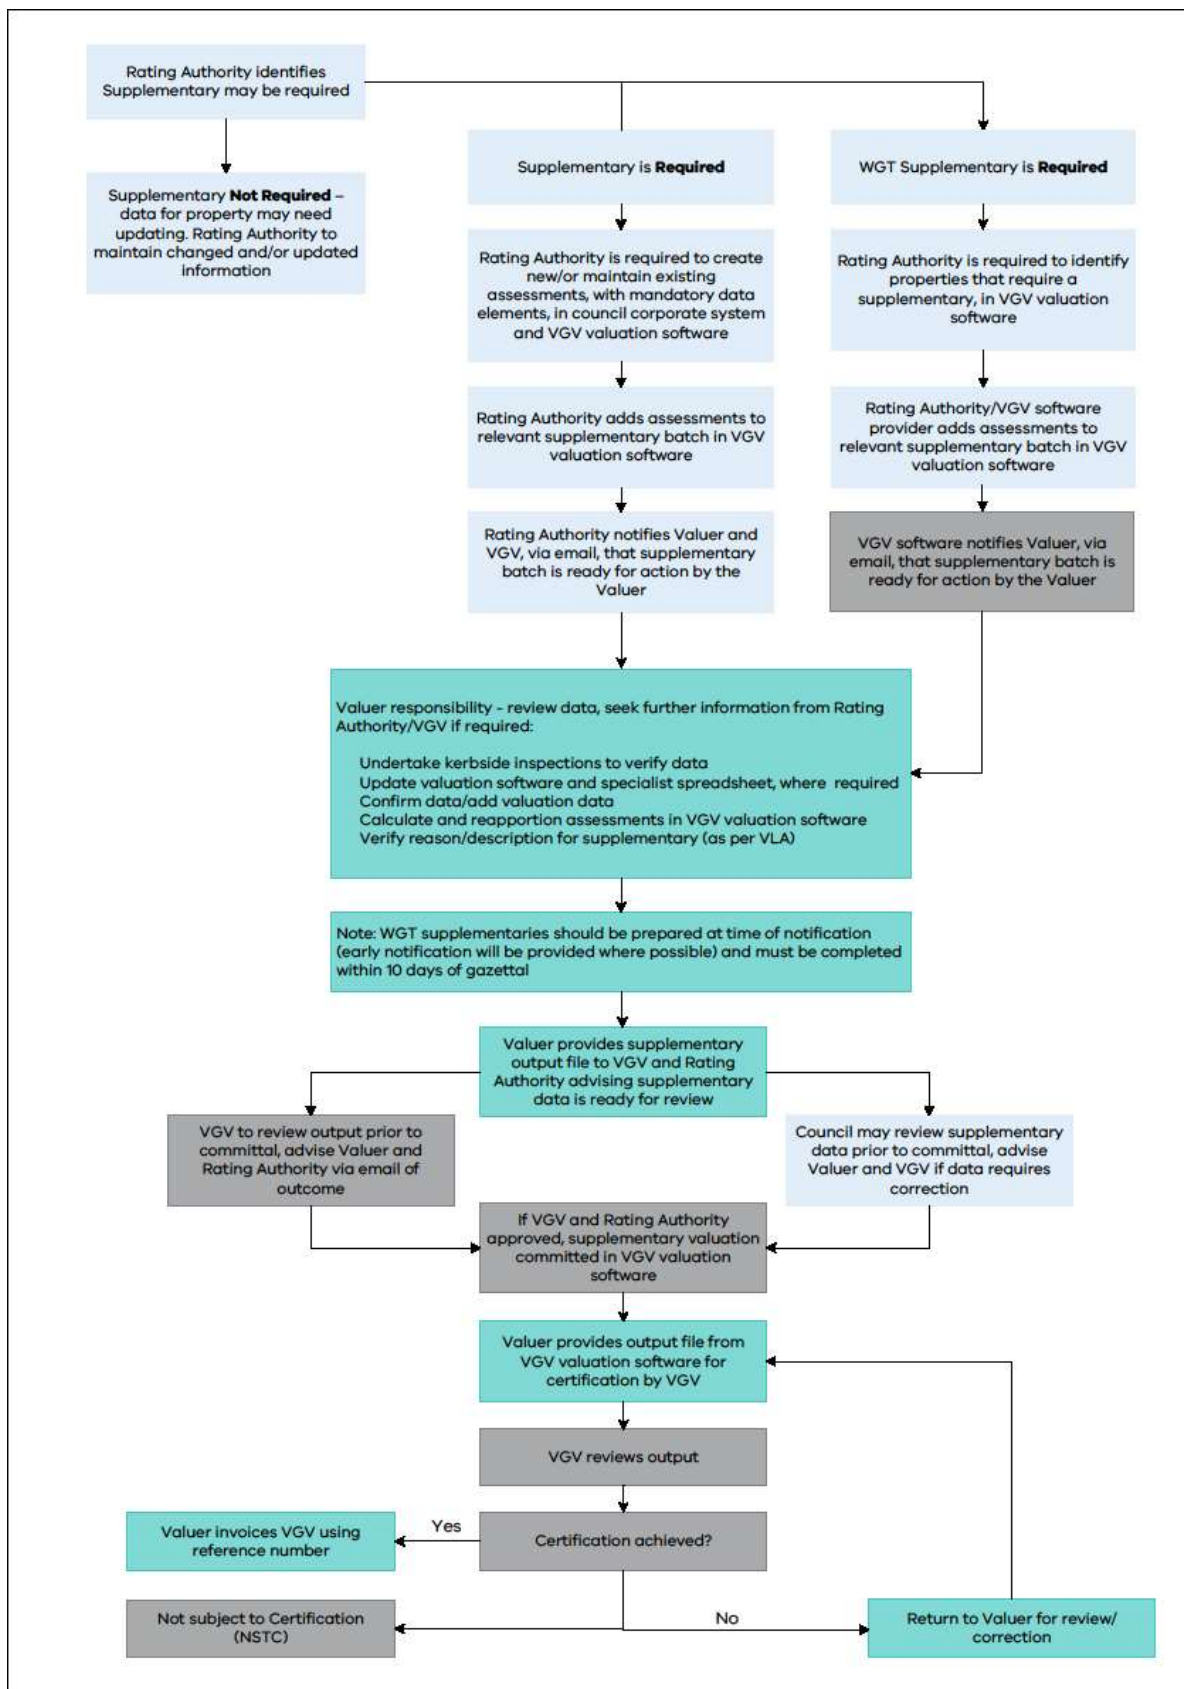 Rating Authority identifies
Supplementary may be required
Supplementary Not Required –
data for property may need
updating. Rating Authority to
maintain changed and/or updated
information
Supplementary is Required
WGT Supplementary is Required
Rating Authority is required to create
new/or maintain existing
assessments, with mandatory data
elements, in council corporate system
and VGV valuation software
Rating Authority is required to identify
properties that require a
supplementary, in VGV valuation
software
Rating Authority adds assessments to
relevant supplementary batch in VGV
valuation software
Rating Authority/VGV software
provider adds assessments to
relevant supplementary batch in VGV
valuation software
Rating Authority notifies Valuer and
VGV, via email, that supplementary
batch is ready for action by the
Valuer
VGV software notifies Valuer, via
email, that supplementary batch is
ready for action by the Valuer
Valuer responsibility - review data, seek further information from Rating
Authority/VGV if required:
Undertake kerbside inspections to verify data
Update valuation software and specialist spreadsheet, where required
Confirm data/add valuation data
Calculate and reapportion assessments in VGV valuation software
Verify reason/description for supplementary (as per VLA)
Note: WGT supplementaries should be prepared at time of notification
(early notification will be provided where possible) and must be completed
within 10 days of gazettal
Valuer provides supplementary
output file to VGV and Rating
Authority advising supplementary
data is ready for review
VGV to review output prior to
committal, advise Valuer and
Rating Authority via email of
outcome
Council may review supplementary
data prior to committal, advise
Valuer and VGV if data requires
correction
If VGV and Rating Authority
approved, supplementary valuation
committed in VGV valuation
software
Valuer provides output file from
VGV valuation software for
certification by VGV
VGV reviews output
Certification achieved?
Yes
Valuer invoices VGV using
reference number
Not subject to Certification
(NSTC)
No
Return to Valuer for review/
correction